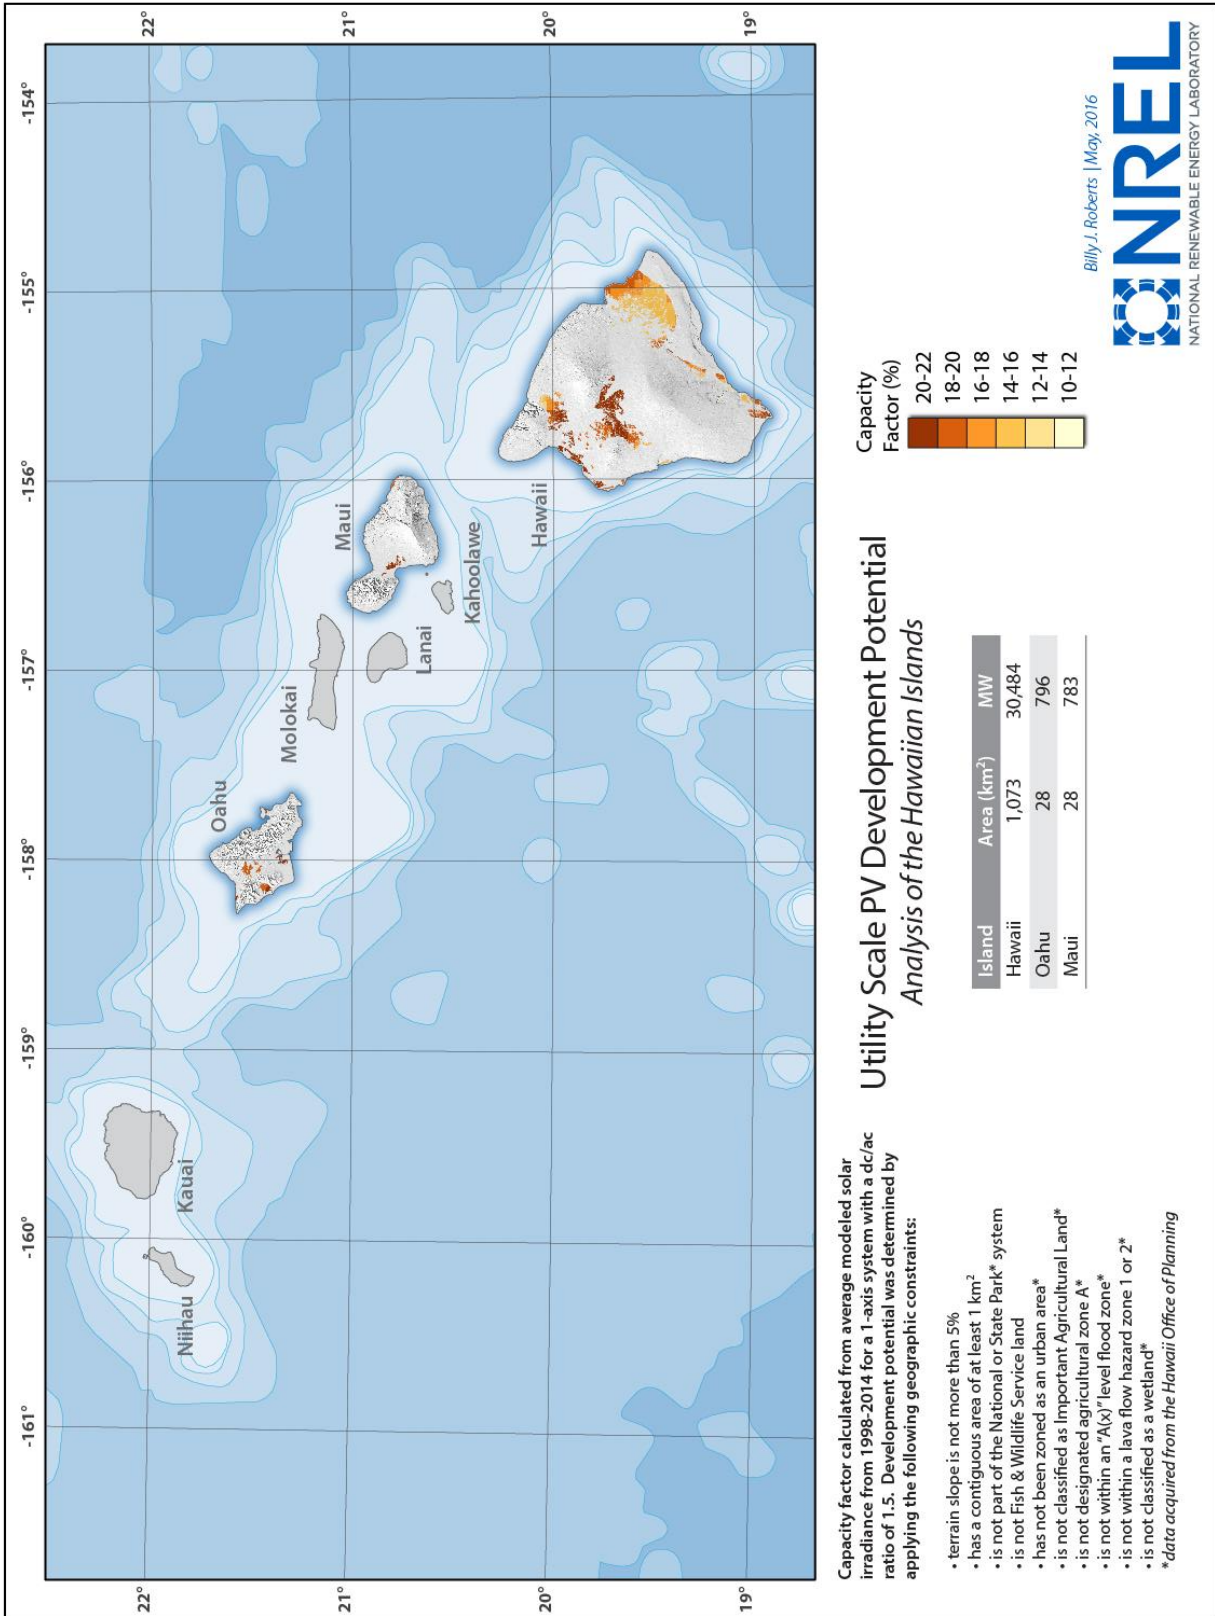 -161°
-160°
-159°
-158°
-157°
-156°
-155°
-154°
22°
22°
21°
21°
20°
20°
19°
19°
Niihau
Kauai
Oahu
Molokai
Lanai
Maui
Kahoolawe
Hawaii
Capacity factor calculated from average modeled solar
irradiance from 1998-2014 for a 1-axis system with a dc/ac
ratio of 1.5. Development potential was determined by
applying the following geographic constraints:
• terrain slope is not more than 5%
• has a contiguous area of at least 1 km²
• is not part of the National or State Park* system
• is not Fish & Wildlife Service land
• has not been zoned as an urban area*
• is not classified as Important Agricultural Land*
• is not designated agricultural zone A*
• is not within an "A(x)" level flood zone*
• is not within a lava flow hazard zone 1 or 2*
• is not classified as a wetland*
*data acquired from the Hawaii Office of Planning
Utility Scale PV Development Potential
Analysis of the Hawaiian Islands
Island Area (km²) MW
Hawaii 1,073 30,484
Oahu 28 796
Maui 28 783
Capacity
Factor (%)
20-22
18-20
16-18
14-16
12-14
10-12
Billy J. Roberts | May, 2016
NREL
NATIONAL RENEWABLE ENERGY LABORATORY